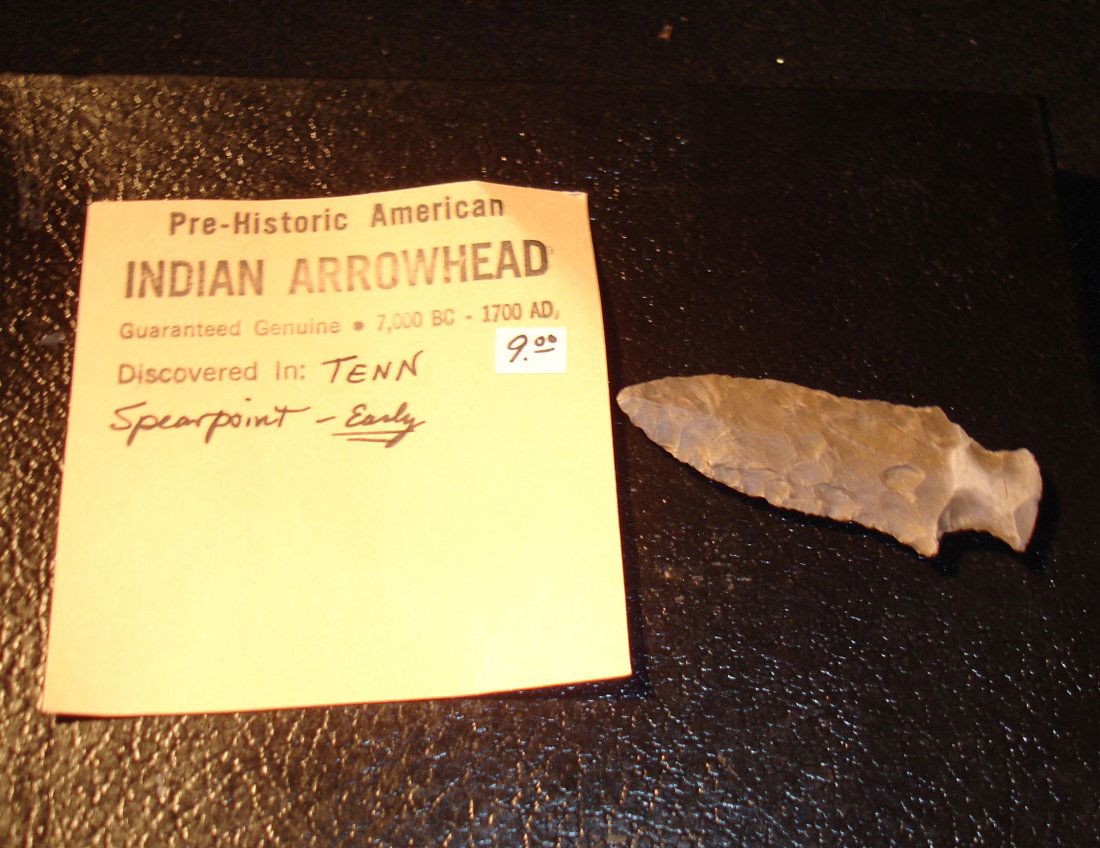 Pre-Historic American
INDIAN ARROWHEAD
Guaranteed Genuine • 7,000 BC - 1700 AD,
9.00
Discovered In: TENN
Spearpoint - Early